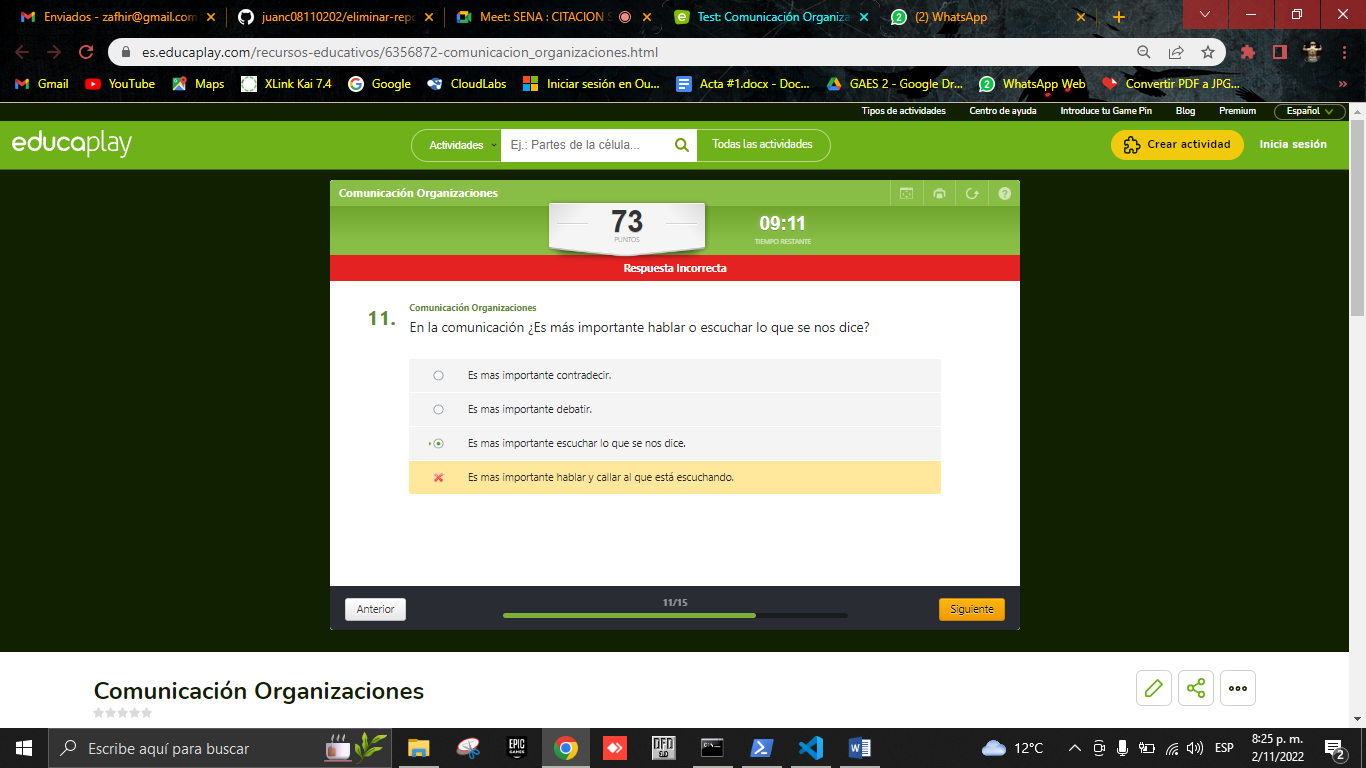 Enviados - zafhir@gmail.com
juanc08110202/eliminar-repo
Meet: SENA : CITACION S
Test: Comunicación Organiza
(2) WhatsApp
es.educaplay.com/recursos-educativos/6356872-comunicacion_organizaciones.html
Gmail
YouTube
Maps
XLink Kai 7.4
Google
CloudLabs
Iniciar sesión en Ou...
Acta #1.docx - Doc...
GAES 2 - Google Dr...
WhatsApp Web
Convertir PDF a JPG...
Tipos de actividades
Centro de ayuda
Introduce tu Game Pin
Blog
Premium
Español
educaplay
Actividades
Ej.: Partes de la célula...
Todas las actividades
Crear actividad
Inicia sesión
Comunicación Organizaciones
73
PUNTOS
09:11
TIEMPO RESTANTE
Respuesta Incorrecta
Comunicación Organizaciones
11.
En la comunicación ¿Es más importante hablar o escuchar lo que se nos dice?
Es mas importante contradecir.
Es mas importante debatir.
Es mas importante escuchar lo que se nos dice.
Es mas importante hablar y callar al que está escuchando.
Anterior
11/15
Siguiente
Comunicación Organizaciones
Escribe aquí para buscar
EPIC
GAMES
12°C
ESP
8:25 p. m.
2/11/2022
2